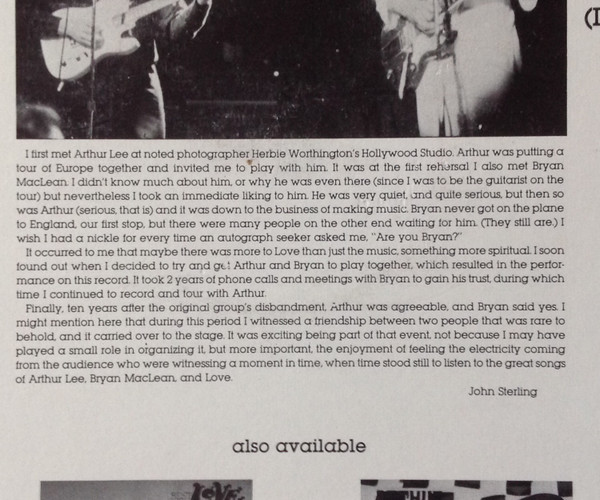 (I
I first met Arthur Lee at noted photographer Herbie Worthington's Hollywood Studio. Arthur was putting a
tour of Europe together and invited me to play with him. It was at the first rehersal I also met Bryan
MacLean. I didn't know much about him, or why he was even there (since I was to be the guitarist on the
tour) but nevertheless I took an immediate liking to him. He was very quiet, and quite serious, but then so
was Arthur (serious, that is) and it was down to the business of making music. Bryan never got on the plane
to England, our first stop, but there were many people on the other end waiting for him. (They still are.) I
wish I had a nickle for every time an autograph seeker asked me, "Are you Bryan?"
It occurred to me that maybe there was more to Love than just the music, something more spiritual. I soon
found out when I decided to try and get Arthur and Bryan to play together, which resulted in the perfor-
mance on this record. It took 2 years of phone calls and meetings with Bryan to gain his trust, during which
time I continued to record and tour with Arthur.
Finally, ten years after the original group's disbandment, Arthur was agreeable, and Bryan said yes. I
might mention here that during this period I witnessed a friendship between two people that was rare to
behold, and it carried over to the stage. It was exciting being part of that event, not because I may have
played a small role in organizing it, but more important, the enjoyment of feeling the electricity coming
from the audience who were witnessing a moment in time, when time stood still to listen to the great songs
of Arthur Lee, Bryan MacLean, and Love.
John Sterling
also available
LOVE